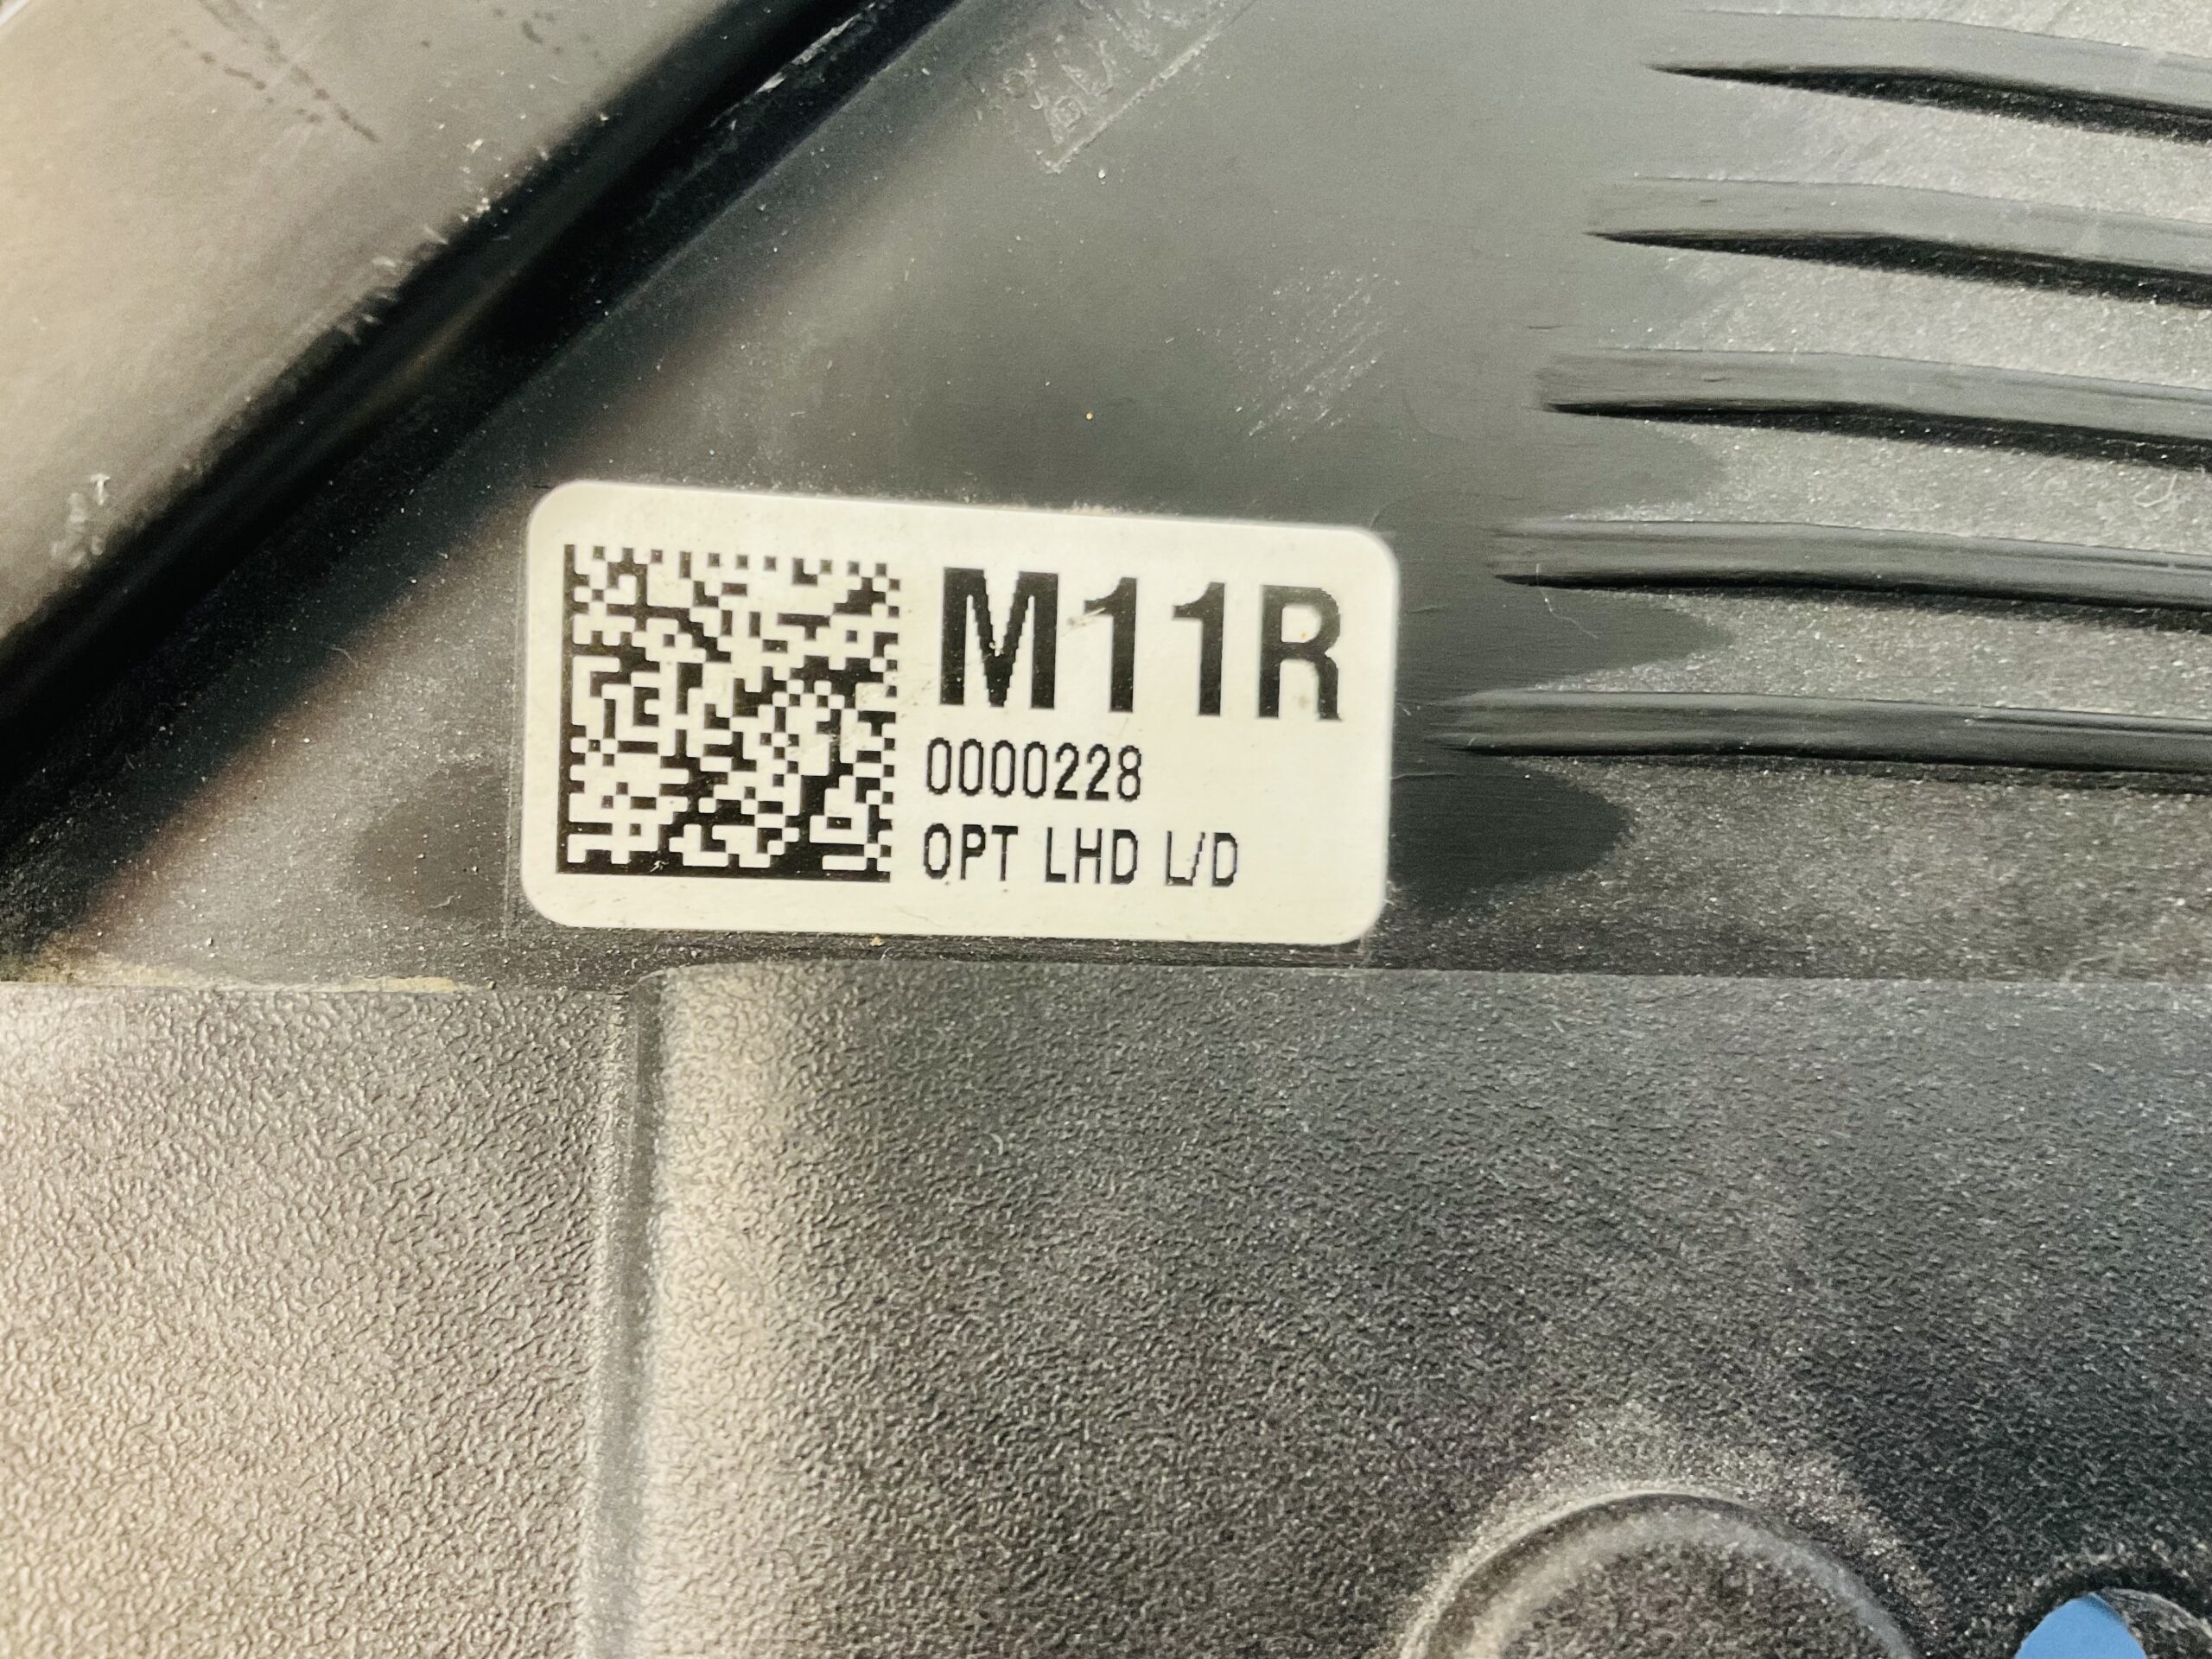 M11R
0000228
OPT LHD L/D